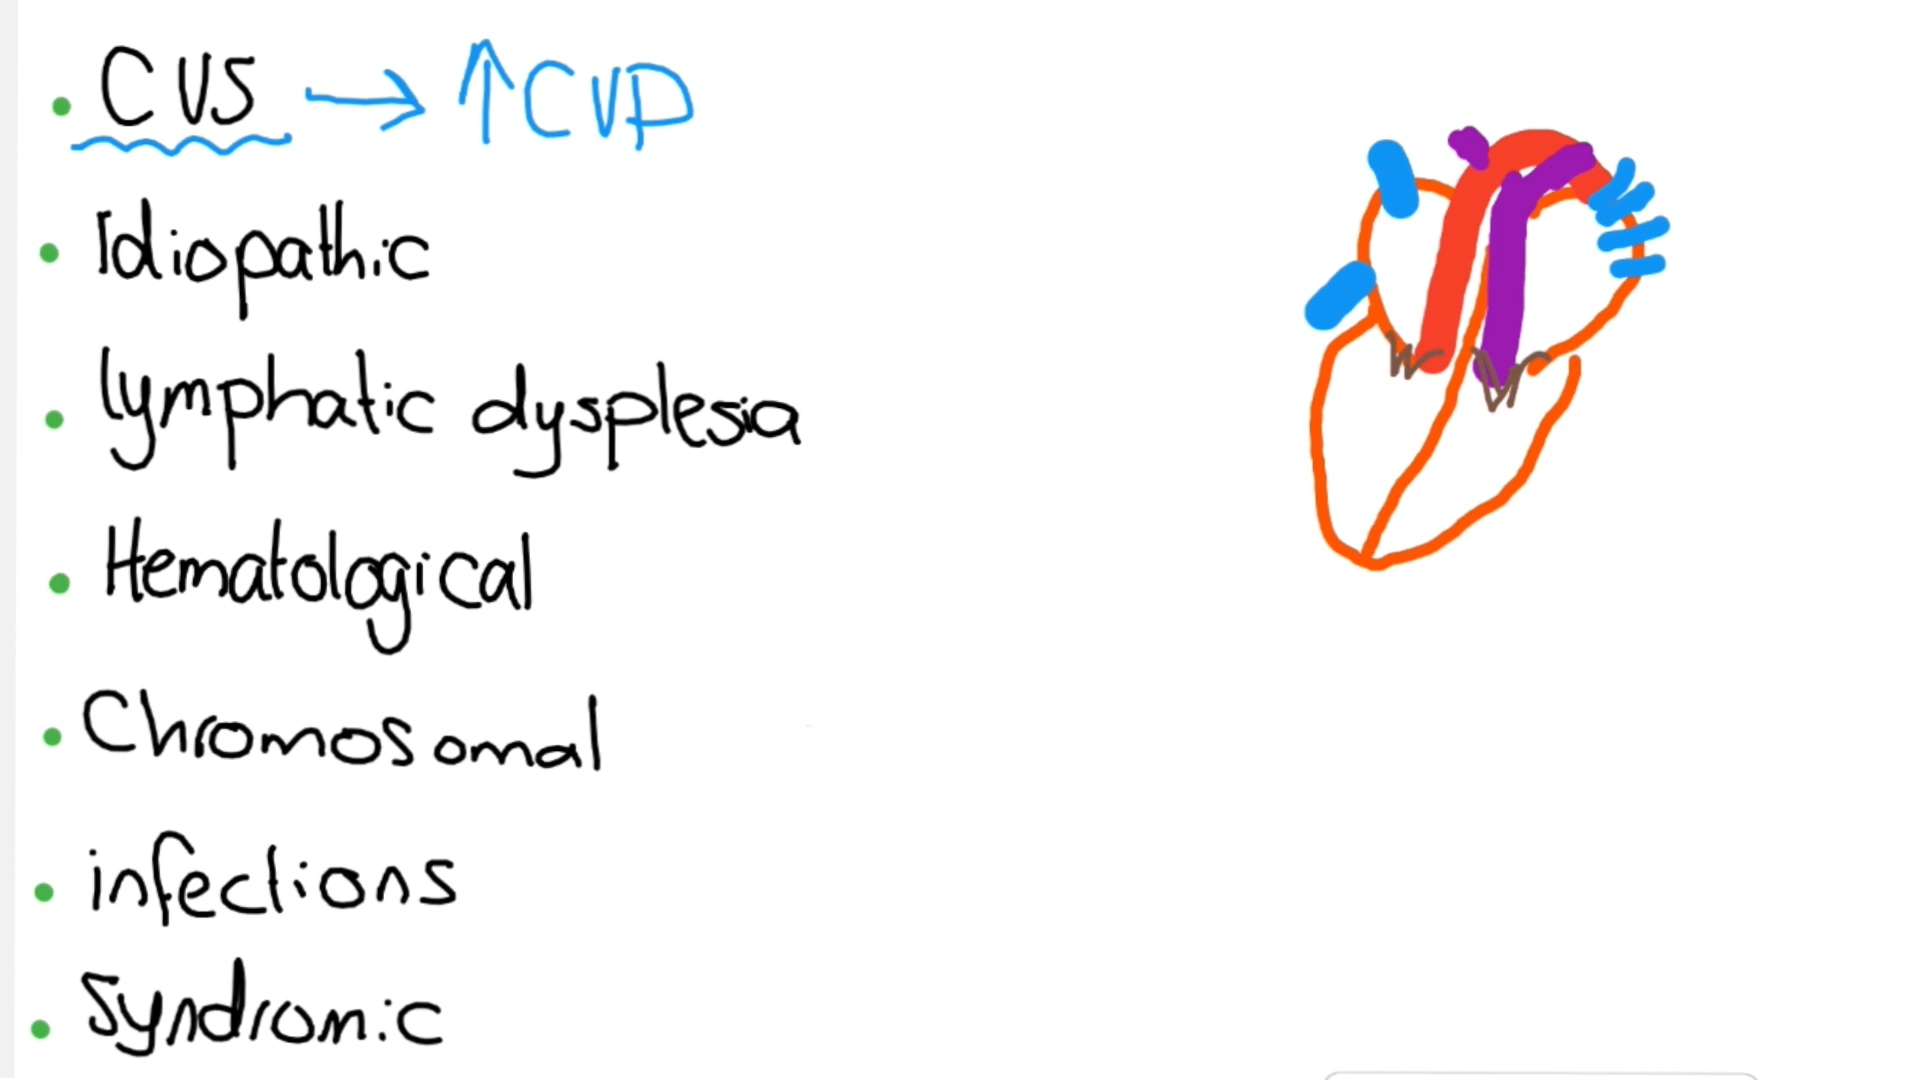 • CVS → ↑CVP
• Idiopathic
• Lymphatic dysplesia
• Hematological
• Chromosomal
• infections
• Syndromic